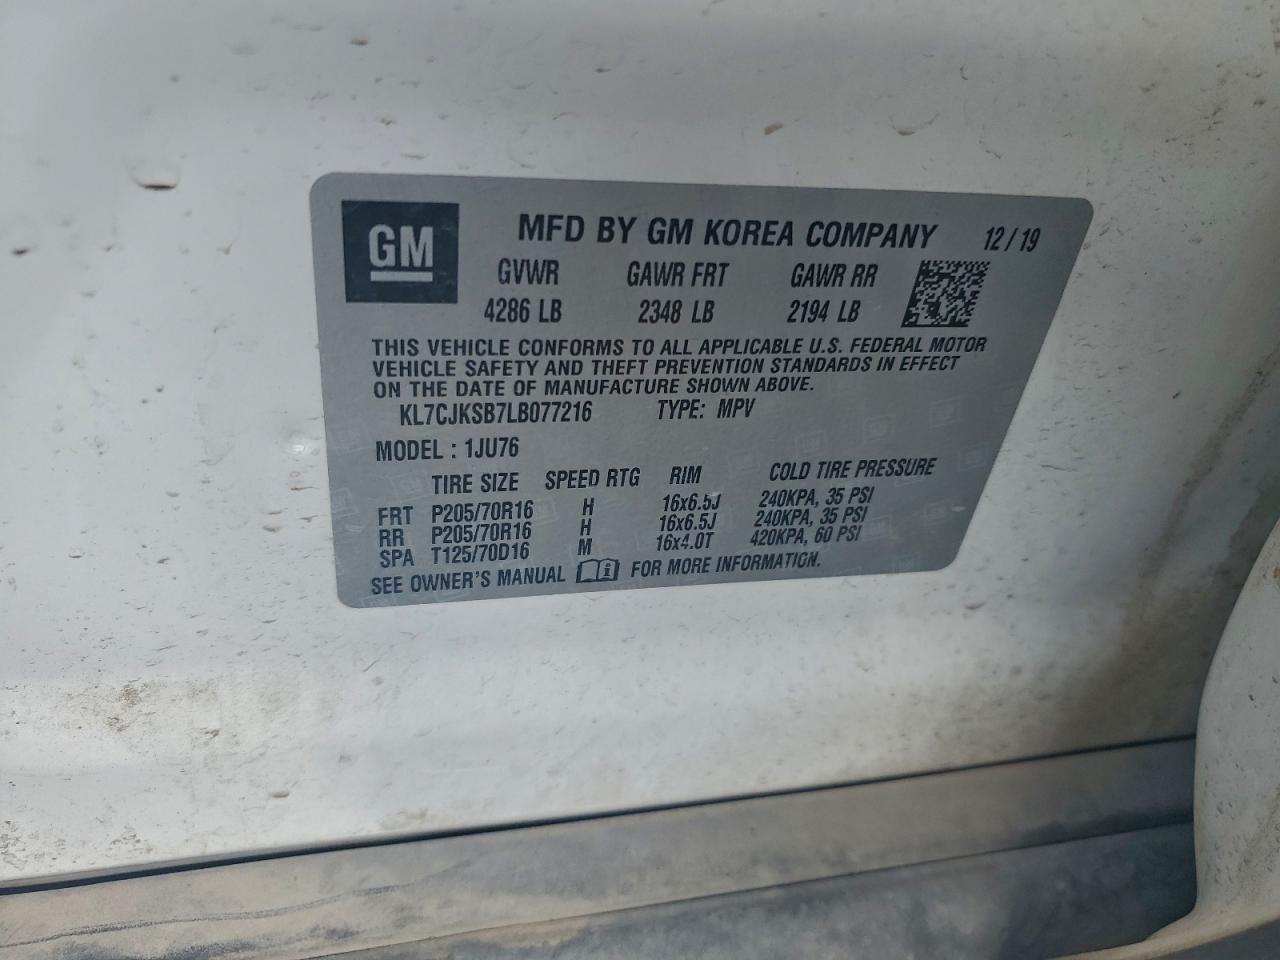 GM
MFD BY GM KOREA COMPANY 12/19
GVWR GAWR FRT GAWR RR
4286 LB 2348 LB 2194 LB
THIS VEHICLE CONFORMS TO ALL APPLICABLE U.S. FEDERAL MOTOR
VEHICLE SAFETY AND THEFT PREVENTION STANDARDS IN EFFECT
ON THE DATE OF MANUFACTURE SHOWN ABOVE.
KL7CJKSB7LB077216 TYPE: MPV
MODEL : 1JU76
TIRE SIZE SPEED RTG RIM COLD TIRE PRESSURE
FRT P205/70R16 H 16x6.5J 240KPA, 35 PSI
RR P205/70R16 H 16x6.5J 240KPA, 35 PSI
SPA T125/70D16 M 16x4.0T 420KPA, 60 PSI
SEE OWNER'S MANUAL FOR MORE INFORMATION.